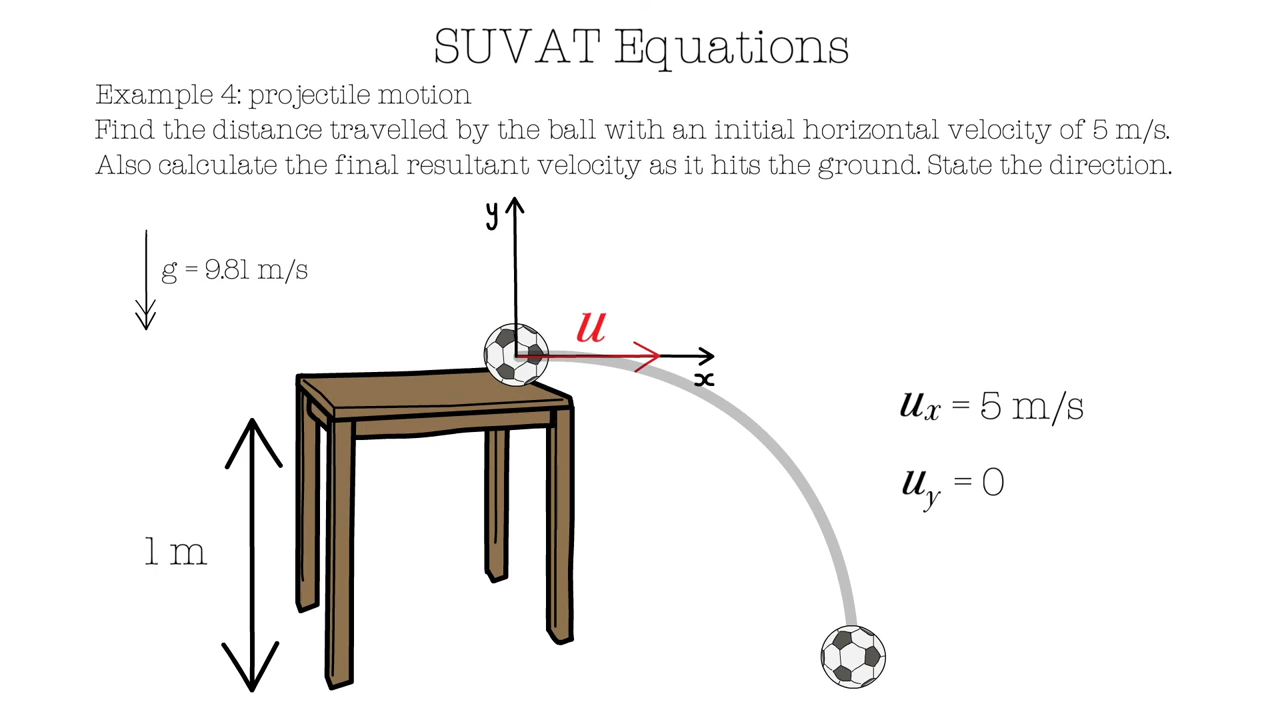 SUVAT Equations
Example 4: projectile motion
Find the distance travelled by the ball with an initial horizontal velocity of 5 m/s.
Also calculate the final resultant velocity as it hits the ground. State the direction.
y
g = 9.81 m/s
u
x
uₓ = 5 m/s
u_y = 0
1 m